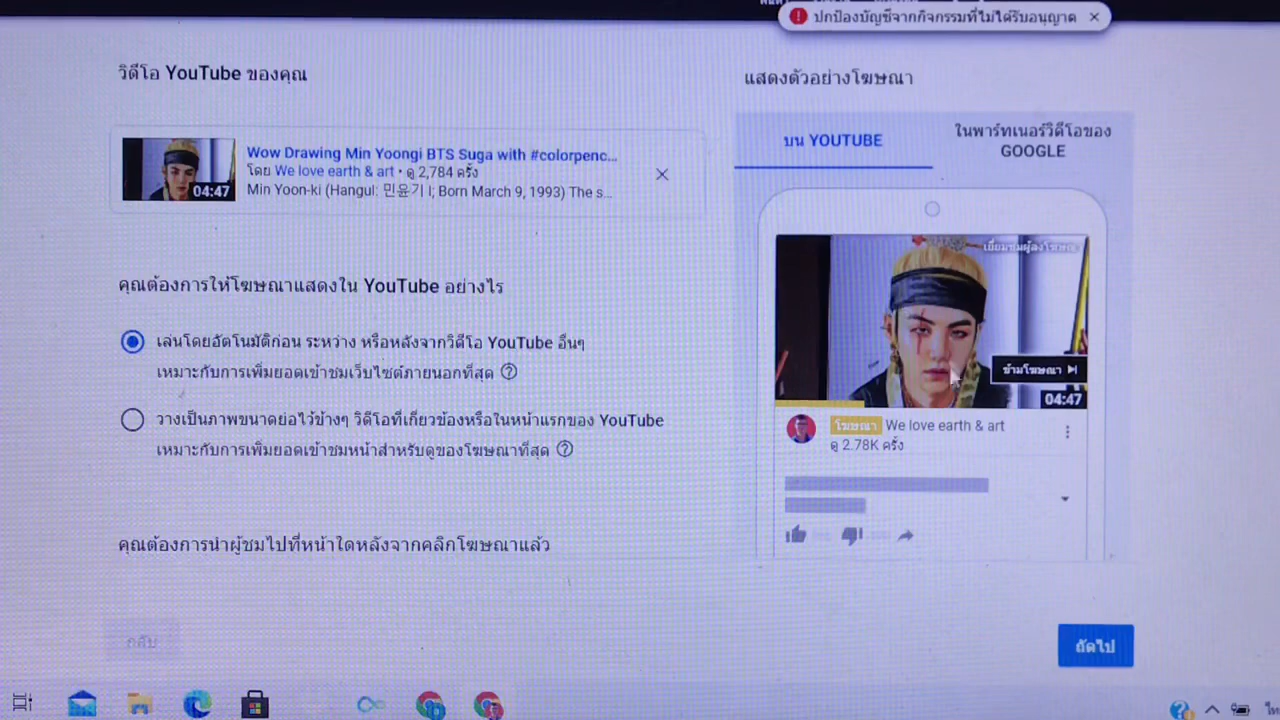 ปกป้องบัญชีจากกิจกรรมที่ไม่ได้รับอนุญาต
วิดีโอ YouTube ของคุณ
Wow Drawing Min Yoongi BTS Suga with #colorpenc...
โดย We love earth & art • ดู 2,784 ครั้ง
Min Yoon-ki (Hangul: 민윤기 I; Born March 9, 1993) The s...
04:47
คุณต้องการให้โฆษณาแสดงใน YouTube อย่างไร
เล่นโดยอัตโนมัติก่อน ระหว่าง หรือหลังจากวิดีโอ YouTube อื่นๆ
เหมาะกับการเพิ่มยอดเข้าชมเว็บไซต์ภายนอกที่สุด
วางเป็นภาพขนาดย่อไว้ข้างๆ วิดีโอที่เกี่ยวข้องหรือในหน้าแรกของ YouTube
เหมาะกับการเพิ่มยอดเข้าชมหน้าสำหรับดูของโฆษณาที่สุด
คุณต้องการนำผู้ชมไปที่หน้าใดหลังจากคลิกโฆษณาแล้ว
กลับ
แสดงตัวอย่างโฆษณา
บน YOUTUBE
ในพาร์ทเนอร์วิดีโอของ
GOOGLE
เยี่ยมชมผู้ลงโฆษณา
ข้ามโฆษณา
04:47
โฆษณา We love earth & art
ดู 2.78K ครั้ง
ถัดไป